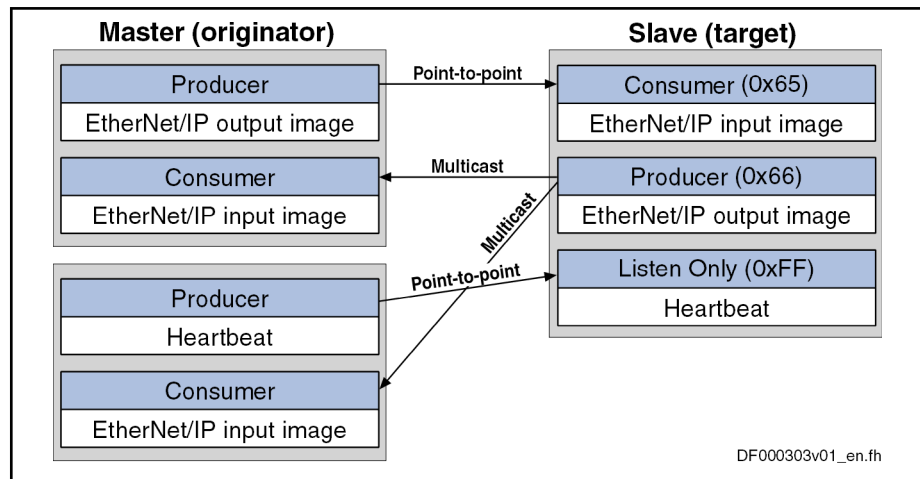 Master (originator)
Slave (target)
Producer
EtherNet/IP output image
Consumer
EtherNet/IP input image
Producer
Heartbeat
Consumer
EtherNet/IP input image
Point-to-point
Multicast
Multicast
Point-to-point
Consumer (0x65)
EtherNet/IP input image
Producer (0x66)
EtherNet/IP output image
Listen Only (0xFF)
Heartbeat
DF000303v01_en.fh